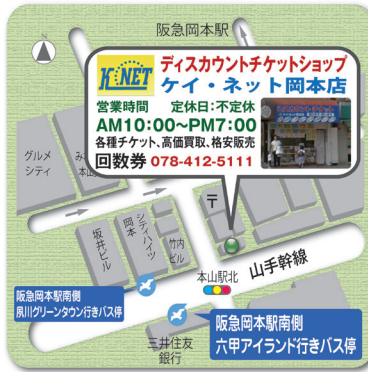 阪急岡本駅
N
K NET
ディスカウントチケットショップ
ケイ・ネット岡本店
営業時間 定休日:不定休
AM10:00~PM7:00
各種チケット、高価買取、格安販売
回数券 078-412-5111
グルメ
シティ
み
本山
〒
坂井ビル
シティハイツ
岡本
竹内
ビル
本山駅北
山手幹線
阪急岡本駅南側
夙川グリーンタウン行きバス停
三井住友
銀行
阪急岡本駅南側
六甲アイランド行きバス停